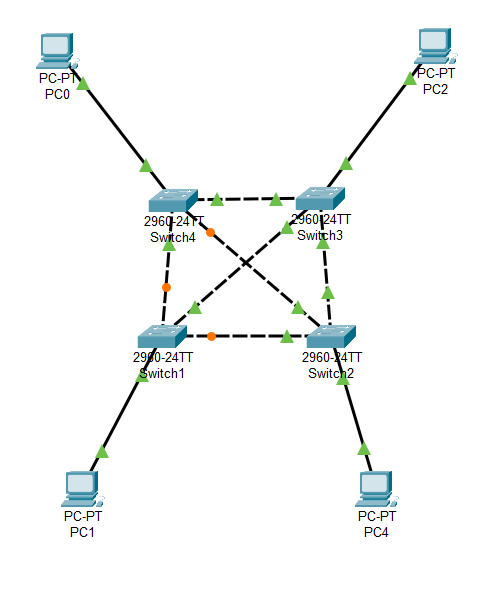 PC-PT
PC0
PC-PT
PC2
2960-24TT
Switch4
2960-24TT
Switch3
2960-24TT
Switch1
2960-24TT
Switch2
PC-PT
PC1
PC-PT
PC4